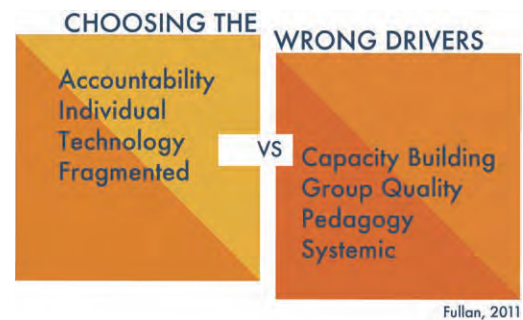 CHOOSING THE
WRONG DRIVERS
Accountability
Individual
Technology
Fragmented
VS
Capacity Building
Group Quality
Pedagogy
Systemic
Fullan, 2011